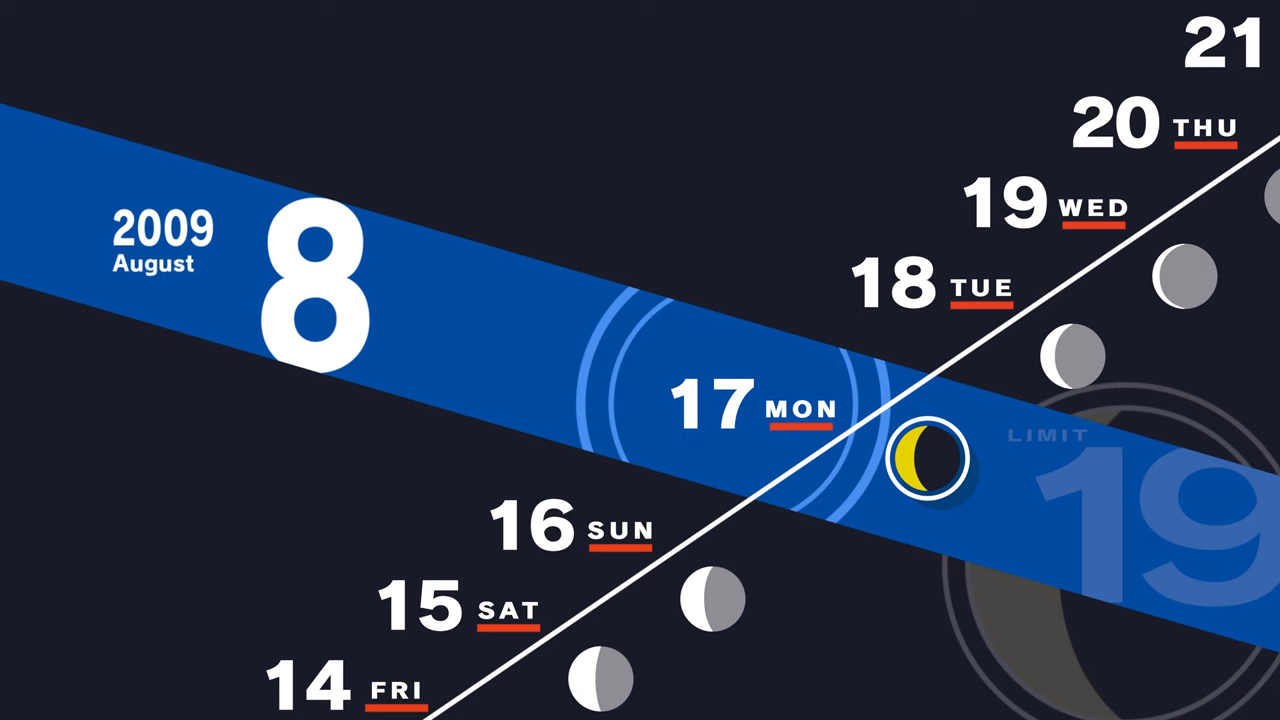 21
20 THU
19 WED
18 TUE
2009
August
8
17 MON
LIMIT
19
16 SUN
15 SAT
14 FRI